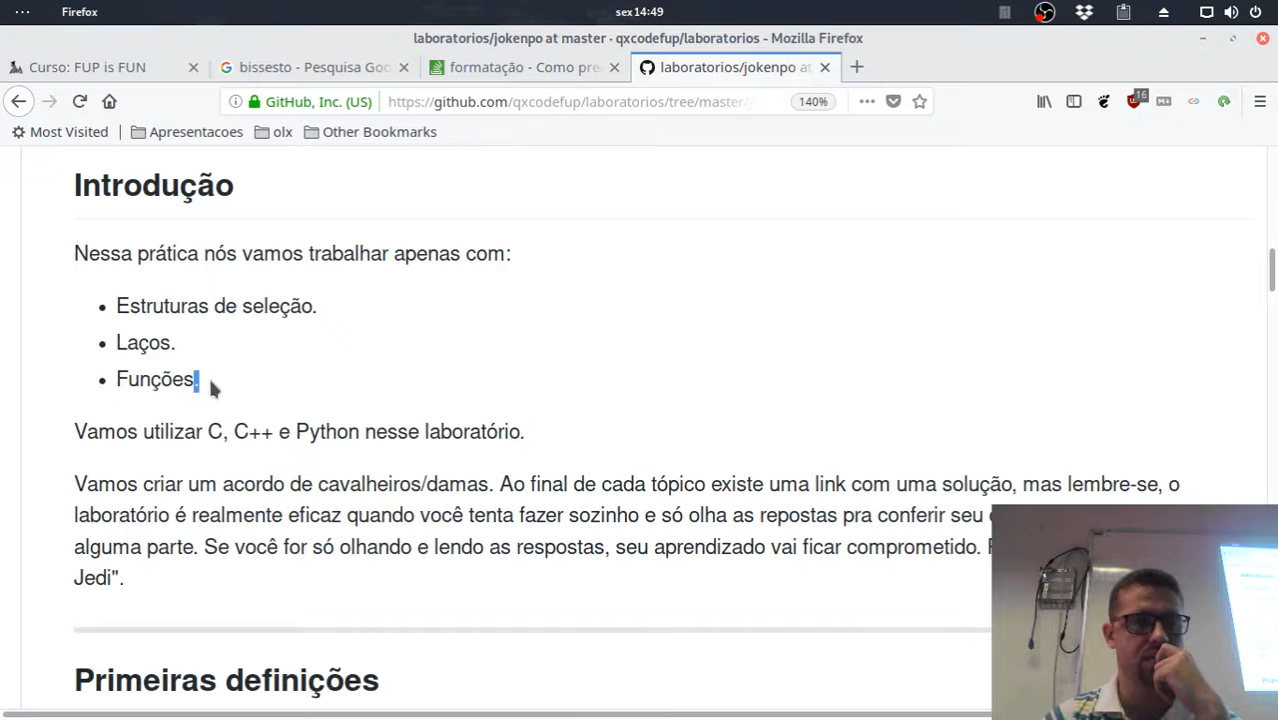 Firefox
sex 14:49
laboratorios/jokenpo at master · qxcodefup/laboratorios - Mozilla Firefox
Curso: FUP is FUN
bissesto - Pesquisa Goo
formatação - Como pre
laboratorios/jokenpo at
GitHub, Inc. (US)
https://github.com/qxcodefup/laboratorios/tree/master/
140%
16
Most Visited
Apresentacoes
olx
Other Bookmarks
Introdução
Nessa prática nós vamos trabalhar apenas com:
• Estruturas de seleção.
• Laços.
• Funções.
Vamos utilizar C, C++ e Python nesse laboratório.
Vamos criar um acordo de cavalheiros/damas. Ao final de cada tópico existe uma link com uma solução, mas lembre-se, o
laboratório é realmente eficaz quando você tenta fazer sozinho e só olha as repostas pra conferir seu
alguma parte. Se você for só olhando e lendo as respostas, seu aprendizado vai ficar comprometido.
Jedi".
Primeiras definições